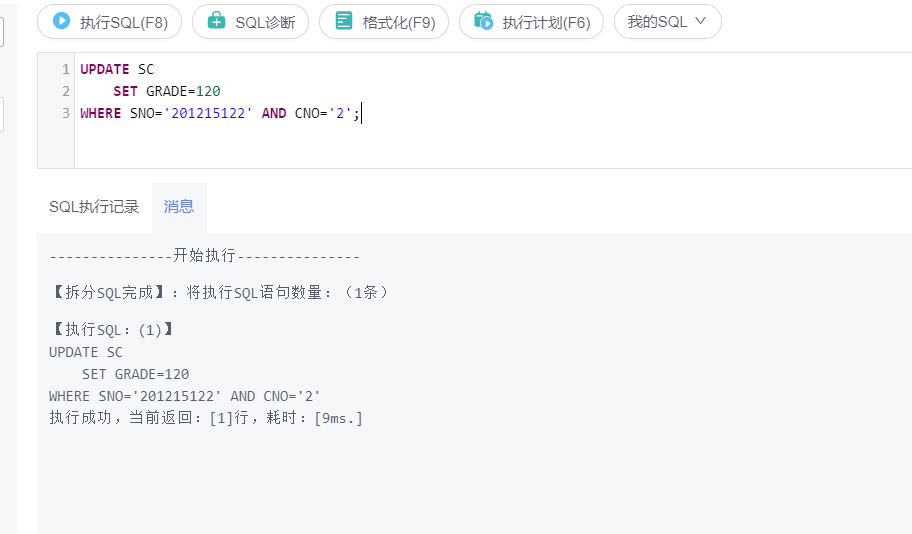 执行SQL(F8) SQL诊断 格式化(F9) 执行计划(F6) 我的SQL
1 UPDATE SC
2 SET GRADE=120
3 WHERE SNO='201215122' AND CNO='2';
SQL执行记录 消息
---------------开始执行---------------
【拆分SQL完成】：将执行SQL语句数量：（1条）
【执行SQL：(1)】
UPDATE SC
SET GRADE=120
WHERE SNO='201215122' AND CNO='2'
执行成功，当前返回：[1]行，耗时：[9ms.]